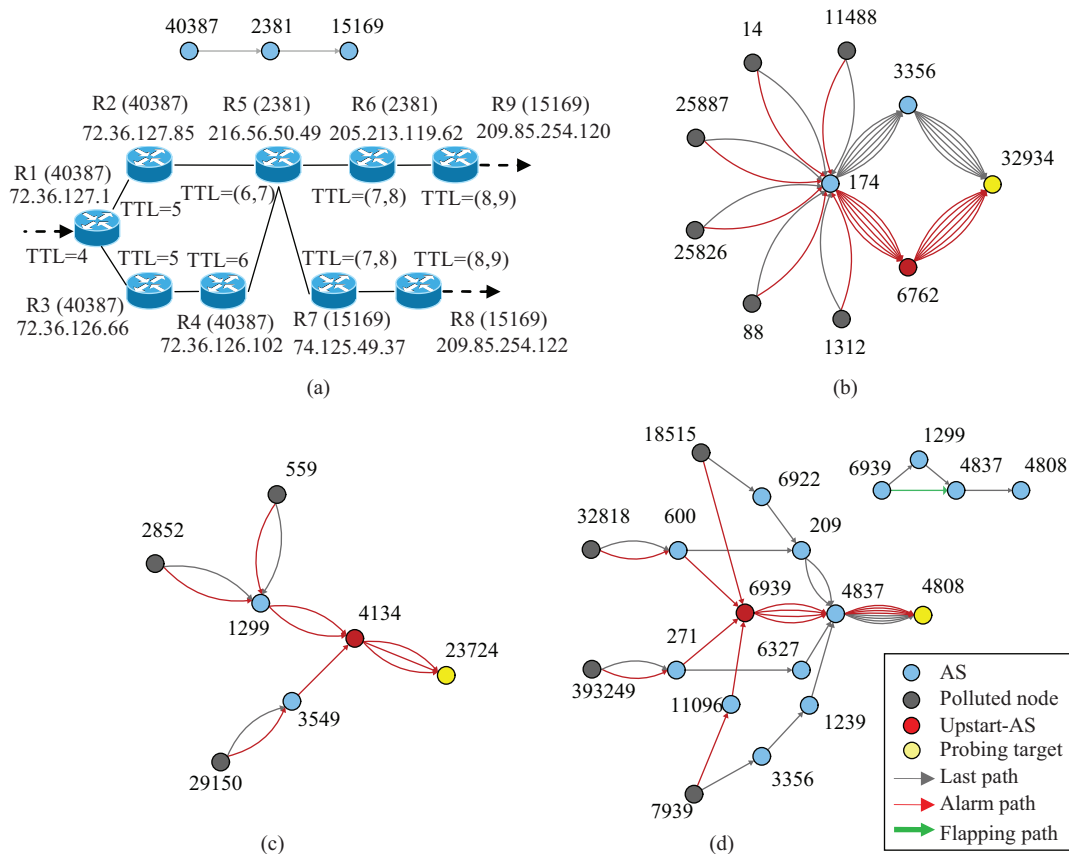 40387 2381 15169
R2 (40387) R5 (2381) R6 (2381) R9 (15169)
72.36.127.85 216.56.50.49 205.213.119.62 209.85.254.120
R1 (40387)
72.36.127.1
TTL=5 TTL=(6,7) TTL=(7,8) TTL=(8,9)
TTL=4 TTL=5 TTL=6 TTL=(7,8) TTL=(8,9)
R3 (40387) R4 (40387) R7 (15169) R8 (15169)
72.36.126.66 72.36.126.102 74.125.49.37 209.85.254.122
(a)
11488
14
3356
25887
32934
174
25826
6762
88
1312
(b)
559
2852
4134
1299
23724
3549
29150
(c)
18515
1299
6939 4837 4808
6922
32818 600 209
6939 4837 4808
271 6327
393249
11096 1239
3356
7939
(d)
AS
Polluted node
Upstart-AS
Probing target
Last path
Alarm path
Flapping path